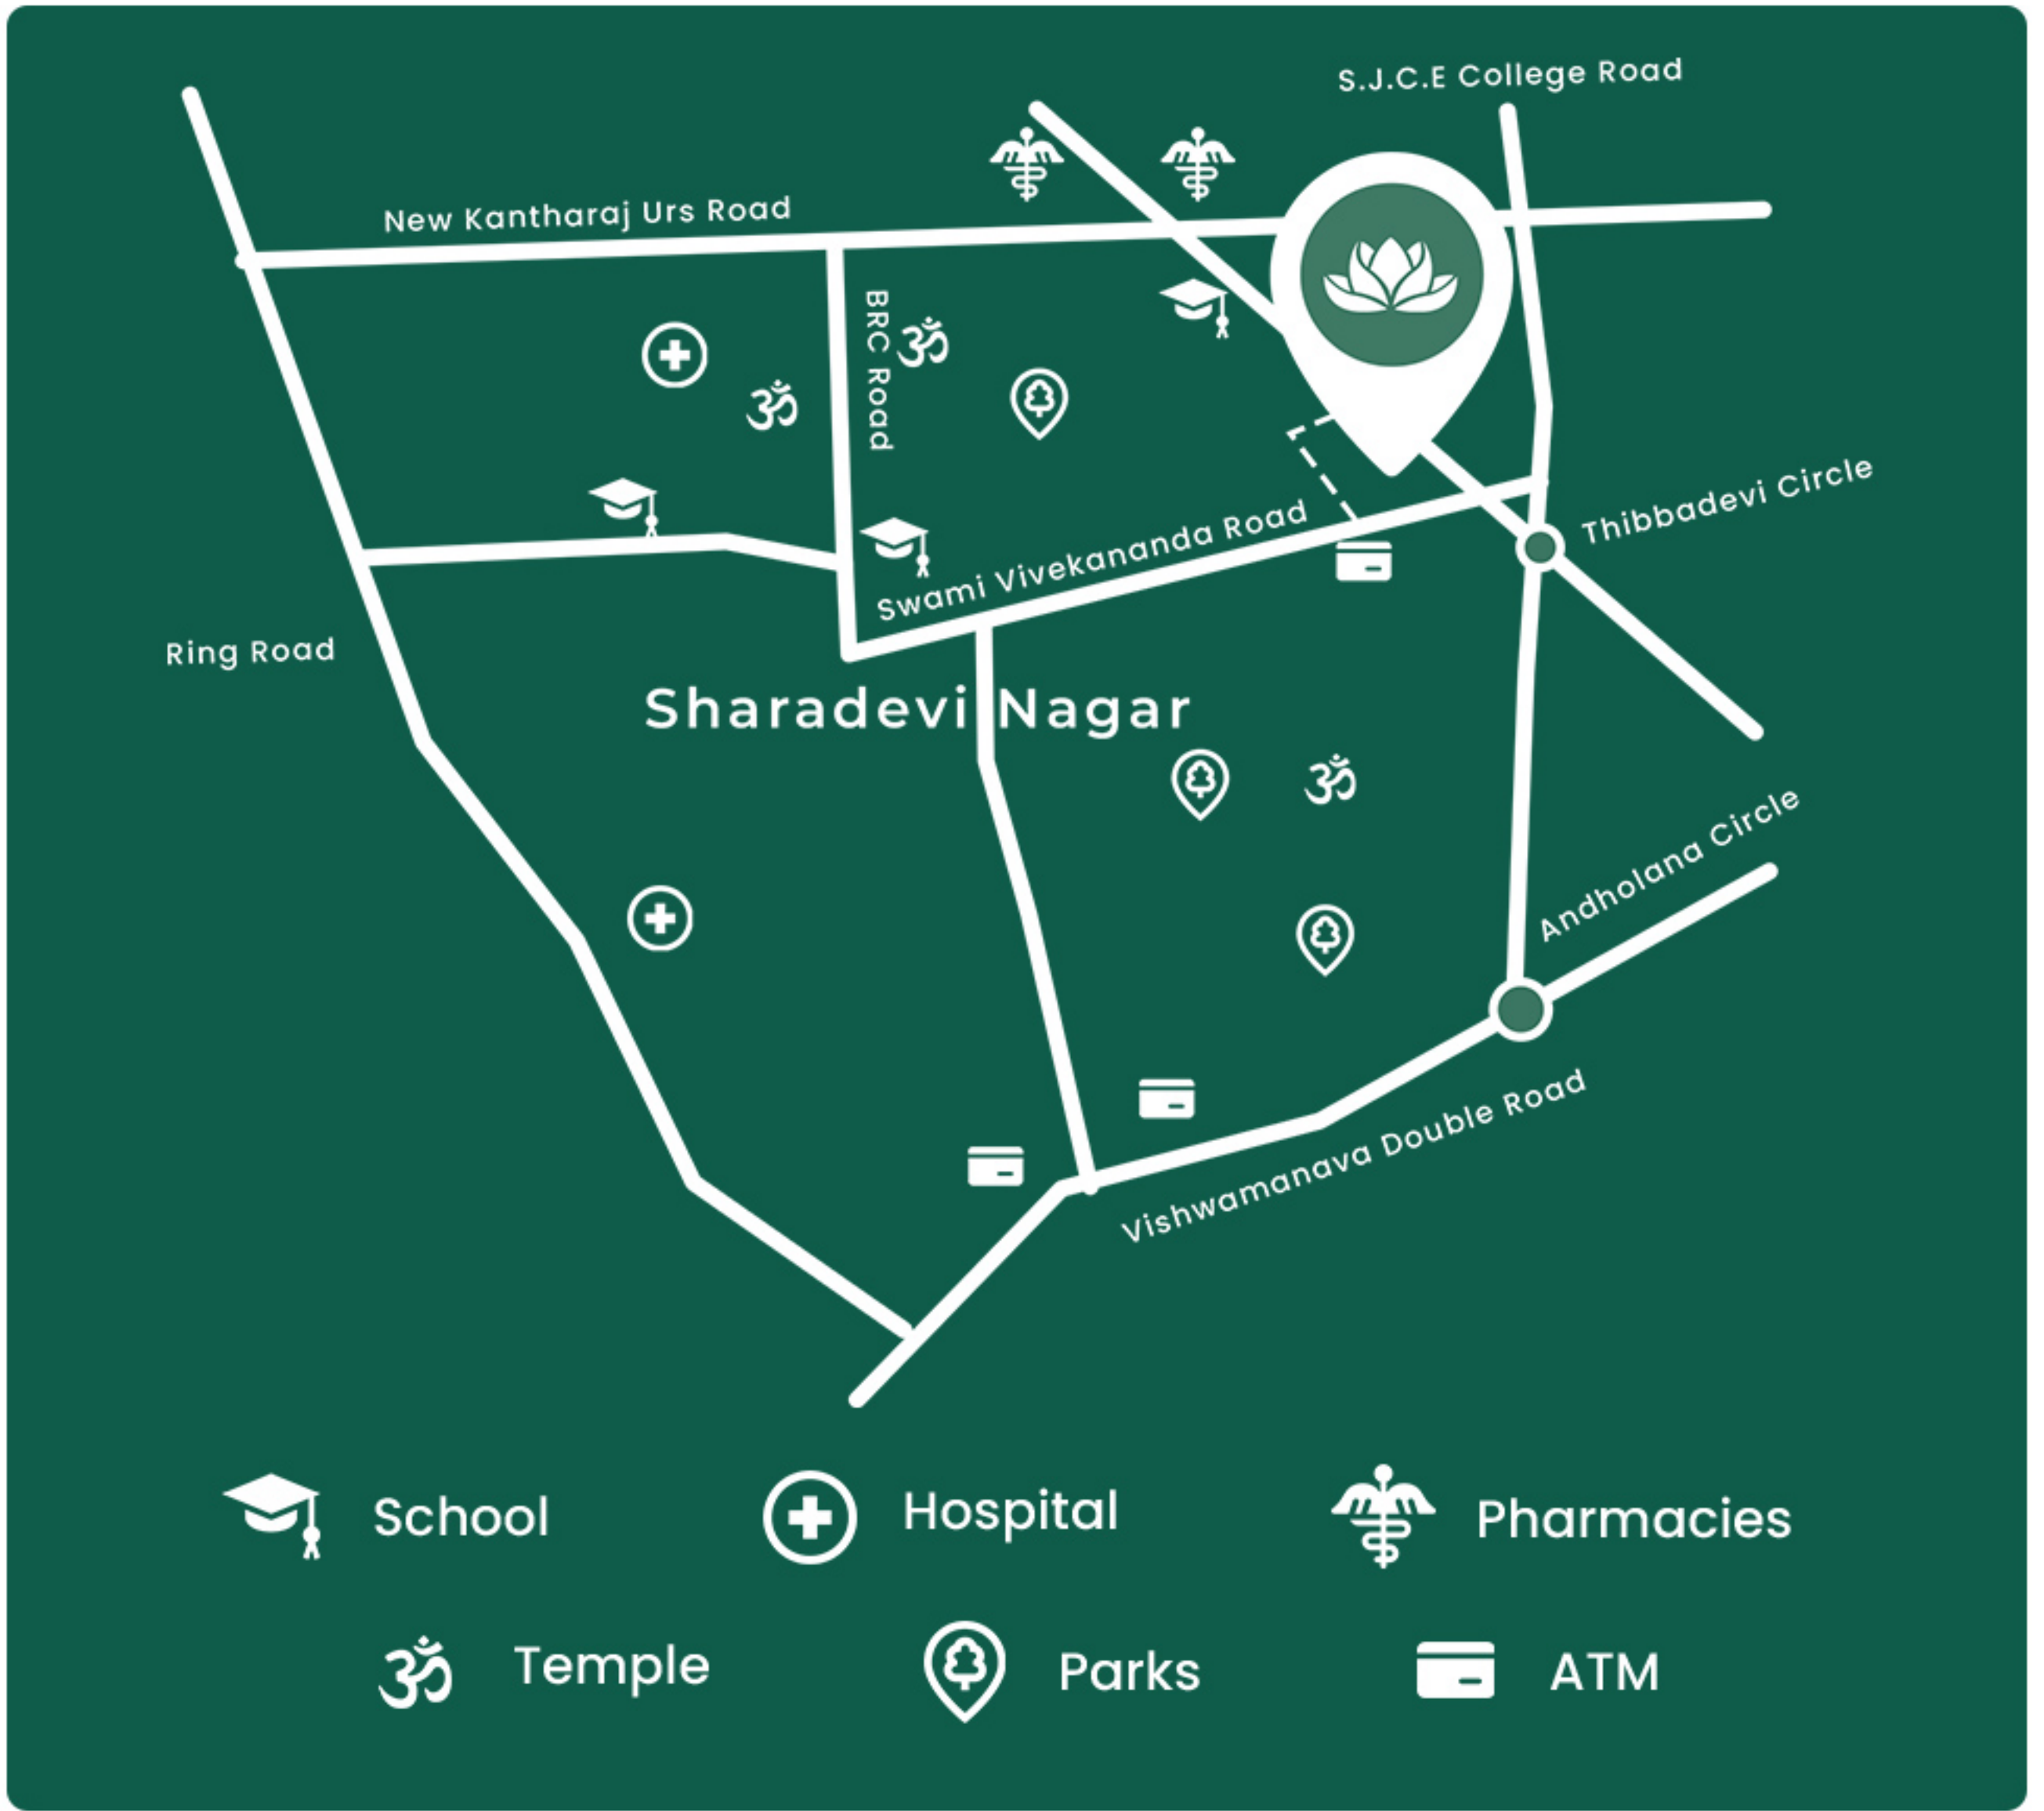 S.J.C.E College Road
New Kantharaj Urs Road
BRC Road
ॐ
ॐ
Thibbadevi Circle
Swami Vivekananda Road
Ring Road
Sharadevi Nagar
ॐ
Andholana Circle
Vishwamanava Double Road
School
Hospital
Pharmacies
ॐ Temple
Parks
ATM